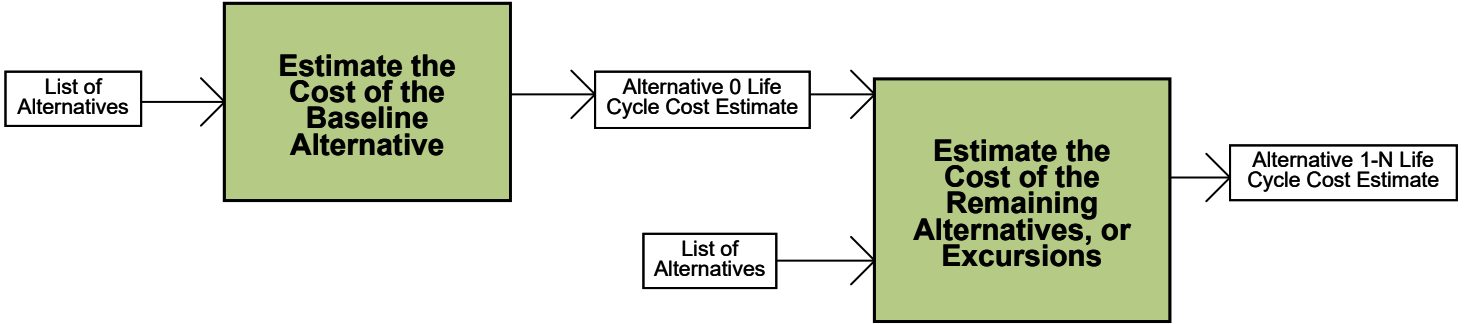 List of
Alternatives
Estimate the
Cost of the
Baseline
Alternative
Alternative 0 Life
Cycle Cost Estimate
List of
Alternatives
Estimate the
Cost of the
Remaining
Alternatives, or
Excursions
Alternative 1-N Life
Cycle Cost Estimate